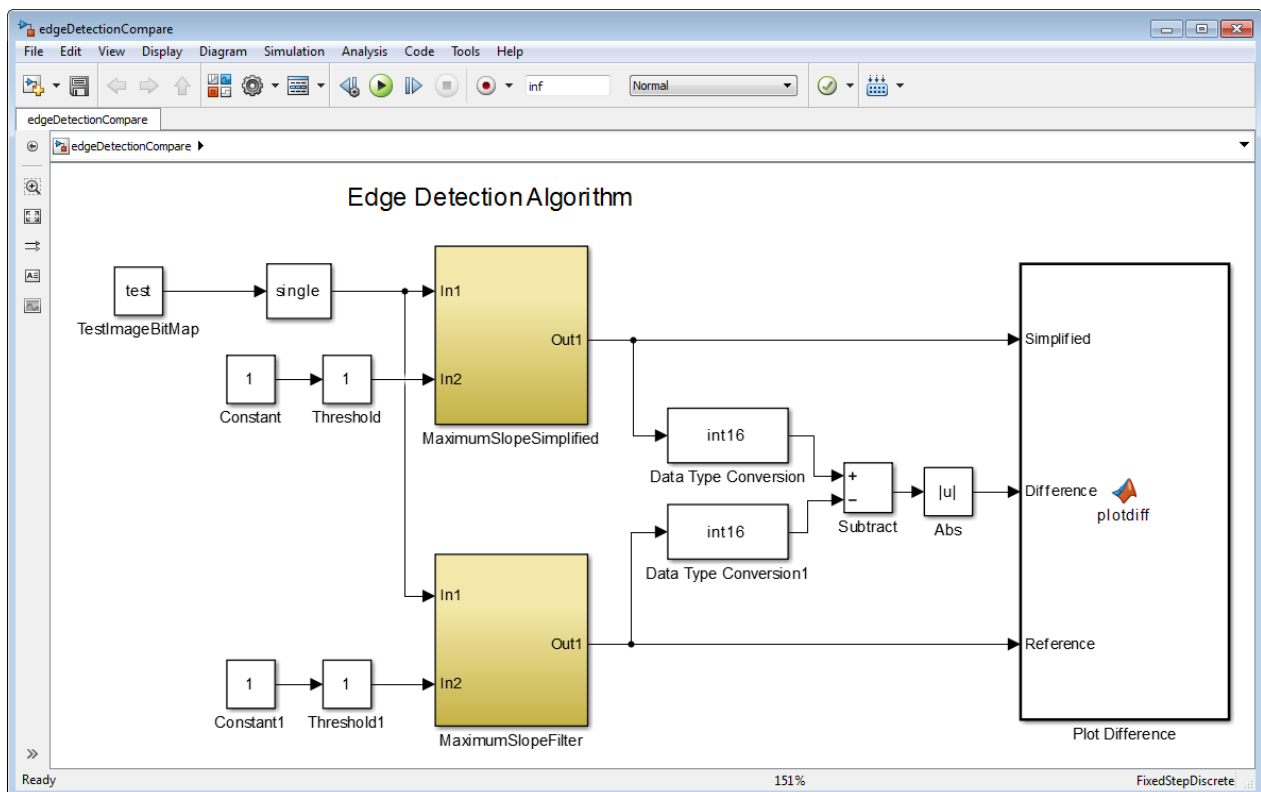 edgeDetectionCompare
File Edit View Display Diagram Simulation Analysis Code Tools Help
inf Normal
edgeDetectionCompare
edgeDetectionCompare
Edge Detection Algorithm
test
TestImageBitMap
single
In1
Out1
In2
MaximumSlopeSimplified
1
Constant
1
Threshold
int16
Data Type Conversion
int16
Data Type Conversion1
+
−
Subtract
|u|
Abs
Simplified
Difference
plotdiff
Reference
Plot Difference
In1
Out1
In2
MaximumSlopeFilter
1
Constant1
1
Threshold1
Ready 151% FixedStepDiscrete